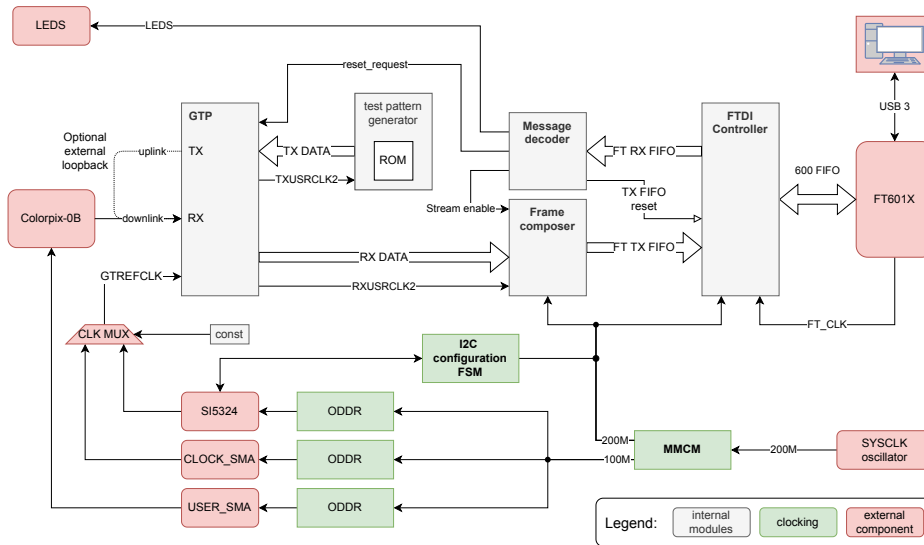 LEDS
LEDS
reset_request
USB 3
GTP
test pattern
generator
ROM
Message
decoder
FTDI
Controller
Optional
external
loopback
uplink
TX
TX DATA
FT RX FIFO
600 FIFO
TXUSRCLK2
TX FIFO
reset
FT601X
Colorpix-0B
downlink
RX
Stream enable
Frame
composer
FT TX FIFO
RX DATA
GTREFCLK
RXUSRCLK2
FT_CLK
CLK MUX
const
I2C
configuration
FSM
SI5324
ODDR
200M
100M
MMCM
200M
SYSCLK
oscillator
CLOCK_SMA
ODDR
USER_SMA
ODDR
Legend:
internal
modules
clocking
external
component